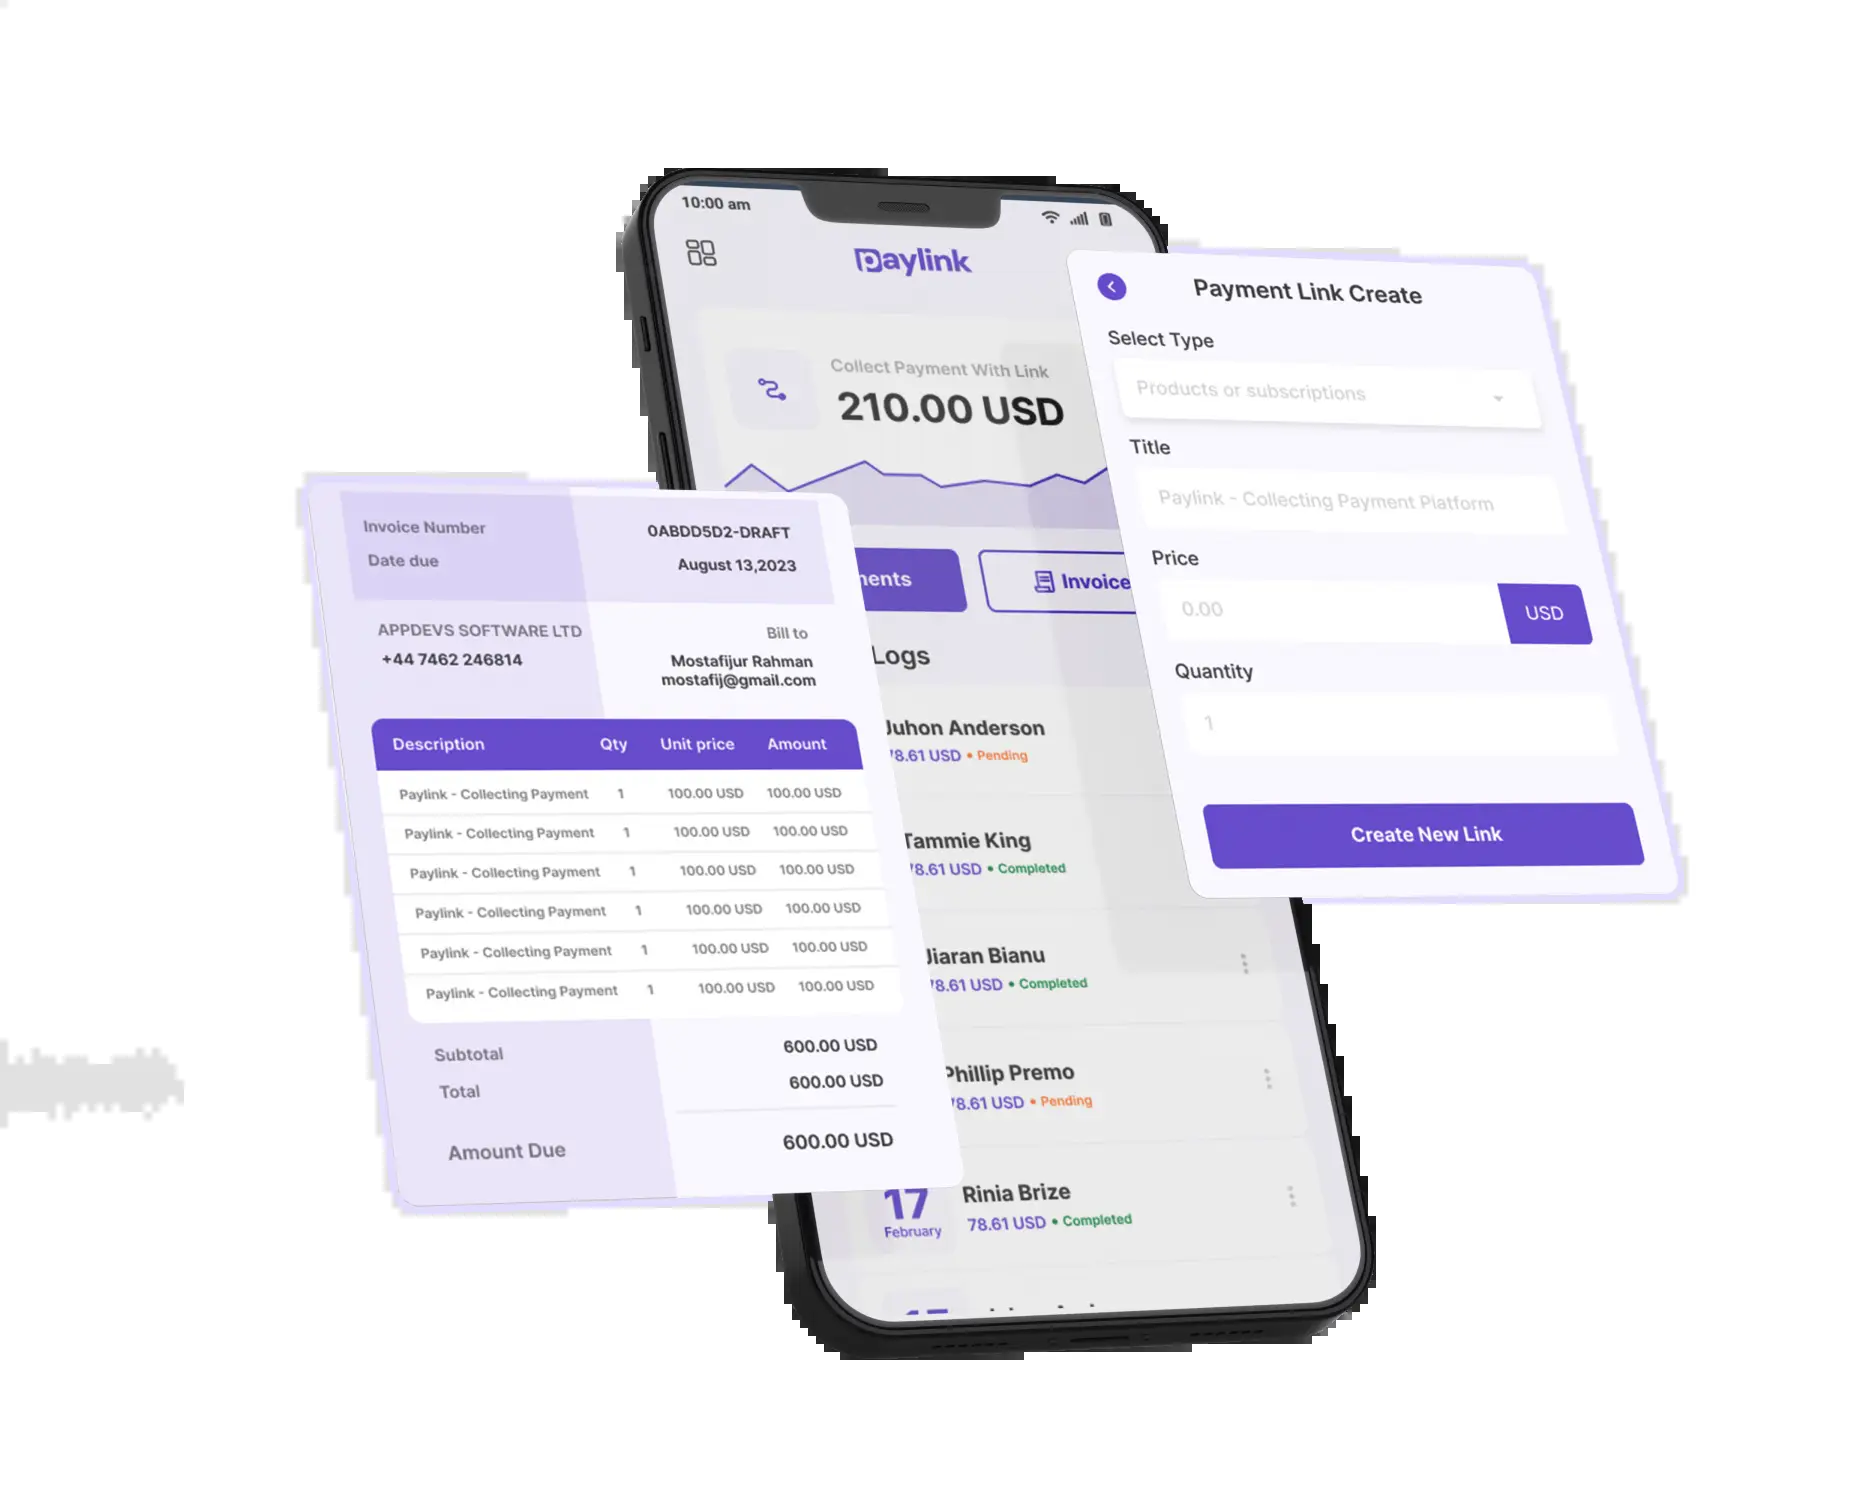 10:00 am
Paylink
Collect Payment With Link
210.00 USD
Invoice
Logs
Juhon Anderson
78.61 USD • Pending
Tammie King
78.61 USD • Completed
Jiaran Bianu
78.61 USD • Completed
Phillip Premo
78.61 USD • Pending
17
February
Rinia Brize
78.61 USD • Completed
Invoice Number 0ABDD5D2-DRAFT
Date due August 13,2023
APPDEVS SOFTWARE LTD Bill to
+44 7462 246814 Mostafijur Rahman
mostafij@gmail.com
Description Qty Unit price Amount
Paylink - Collecting Payment 1 100.00 USD 100.00 USD
Paylink - Collecting Payment 1 100.00 USD 100.00 USD
Paylink - Collecting Payment 1 100.00 USD 100.00 USD
Paylink - Collecting Payment 1 100.00 USD 100.00 USD
Paylink - Collecting Payment 1 100.00 USD 100.00 USD
Paylink - Collecting Payment 1 100.00 USD 100.00 USD
Subtotal 600.00 USD
Total 600.00 USD
Amount Due 600.00 USD
Payment Link Create
Select Type
Products or subscriptions
Title
Paylink - Collecting Payment Platform
Price
0.00 USD
Quantity
1
Create New Link